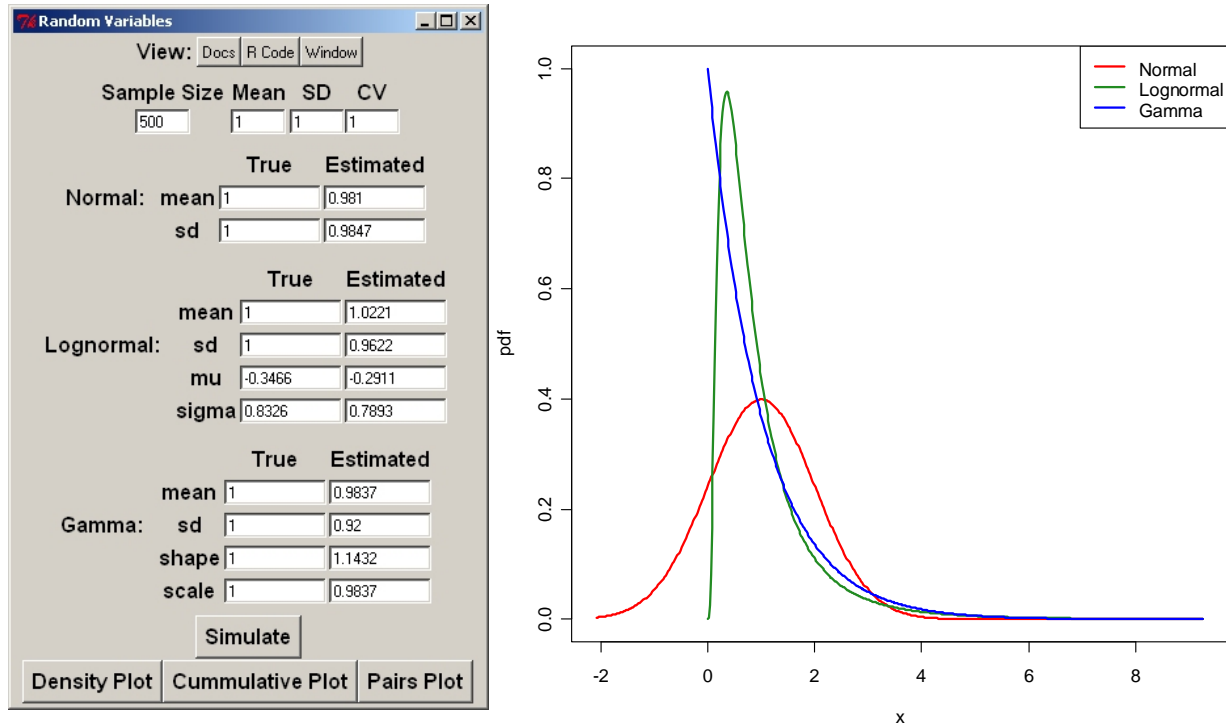 Random Variables
View: Docs R Code Window
Sample Size Mean SD CV
500 1 1 1
True Estimated
Normal: mean 1 0.981
sd 1 0.9847
True Estimated
mean 1 1.0221
Lognormal: sd 1 0.9622
mu -0.3466 -0.2911
sigma 0.8326 0.7893
True Estimated
mean 1 0.9837
Gamma: sd 1 0.92
shape 1 1.1432
scale 1 0.9837
Simulate
Density Plot Cummulative Plot Pairs Plot
Normal
Lognormal
Gamma
pdf
1.0
0.8
0.6
0.4
0.2
0.0
-2 0 2 4 6 8
x